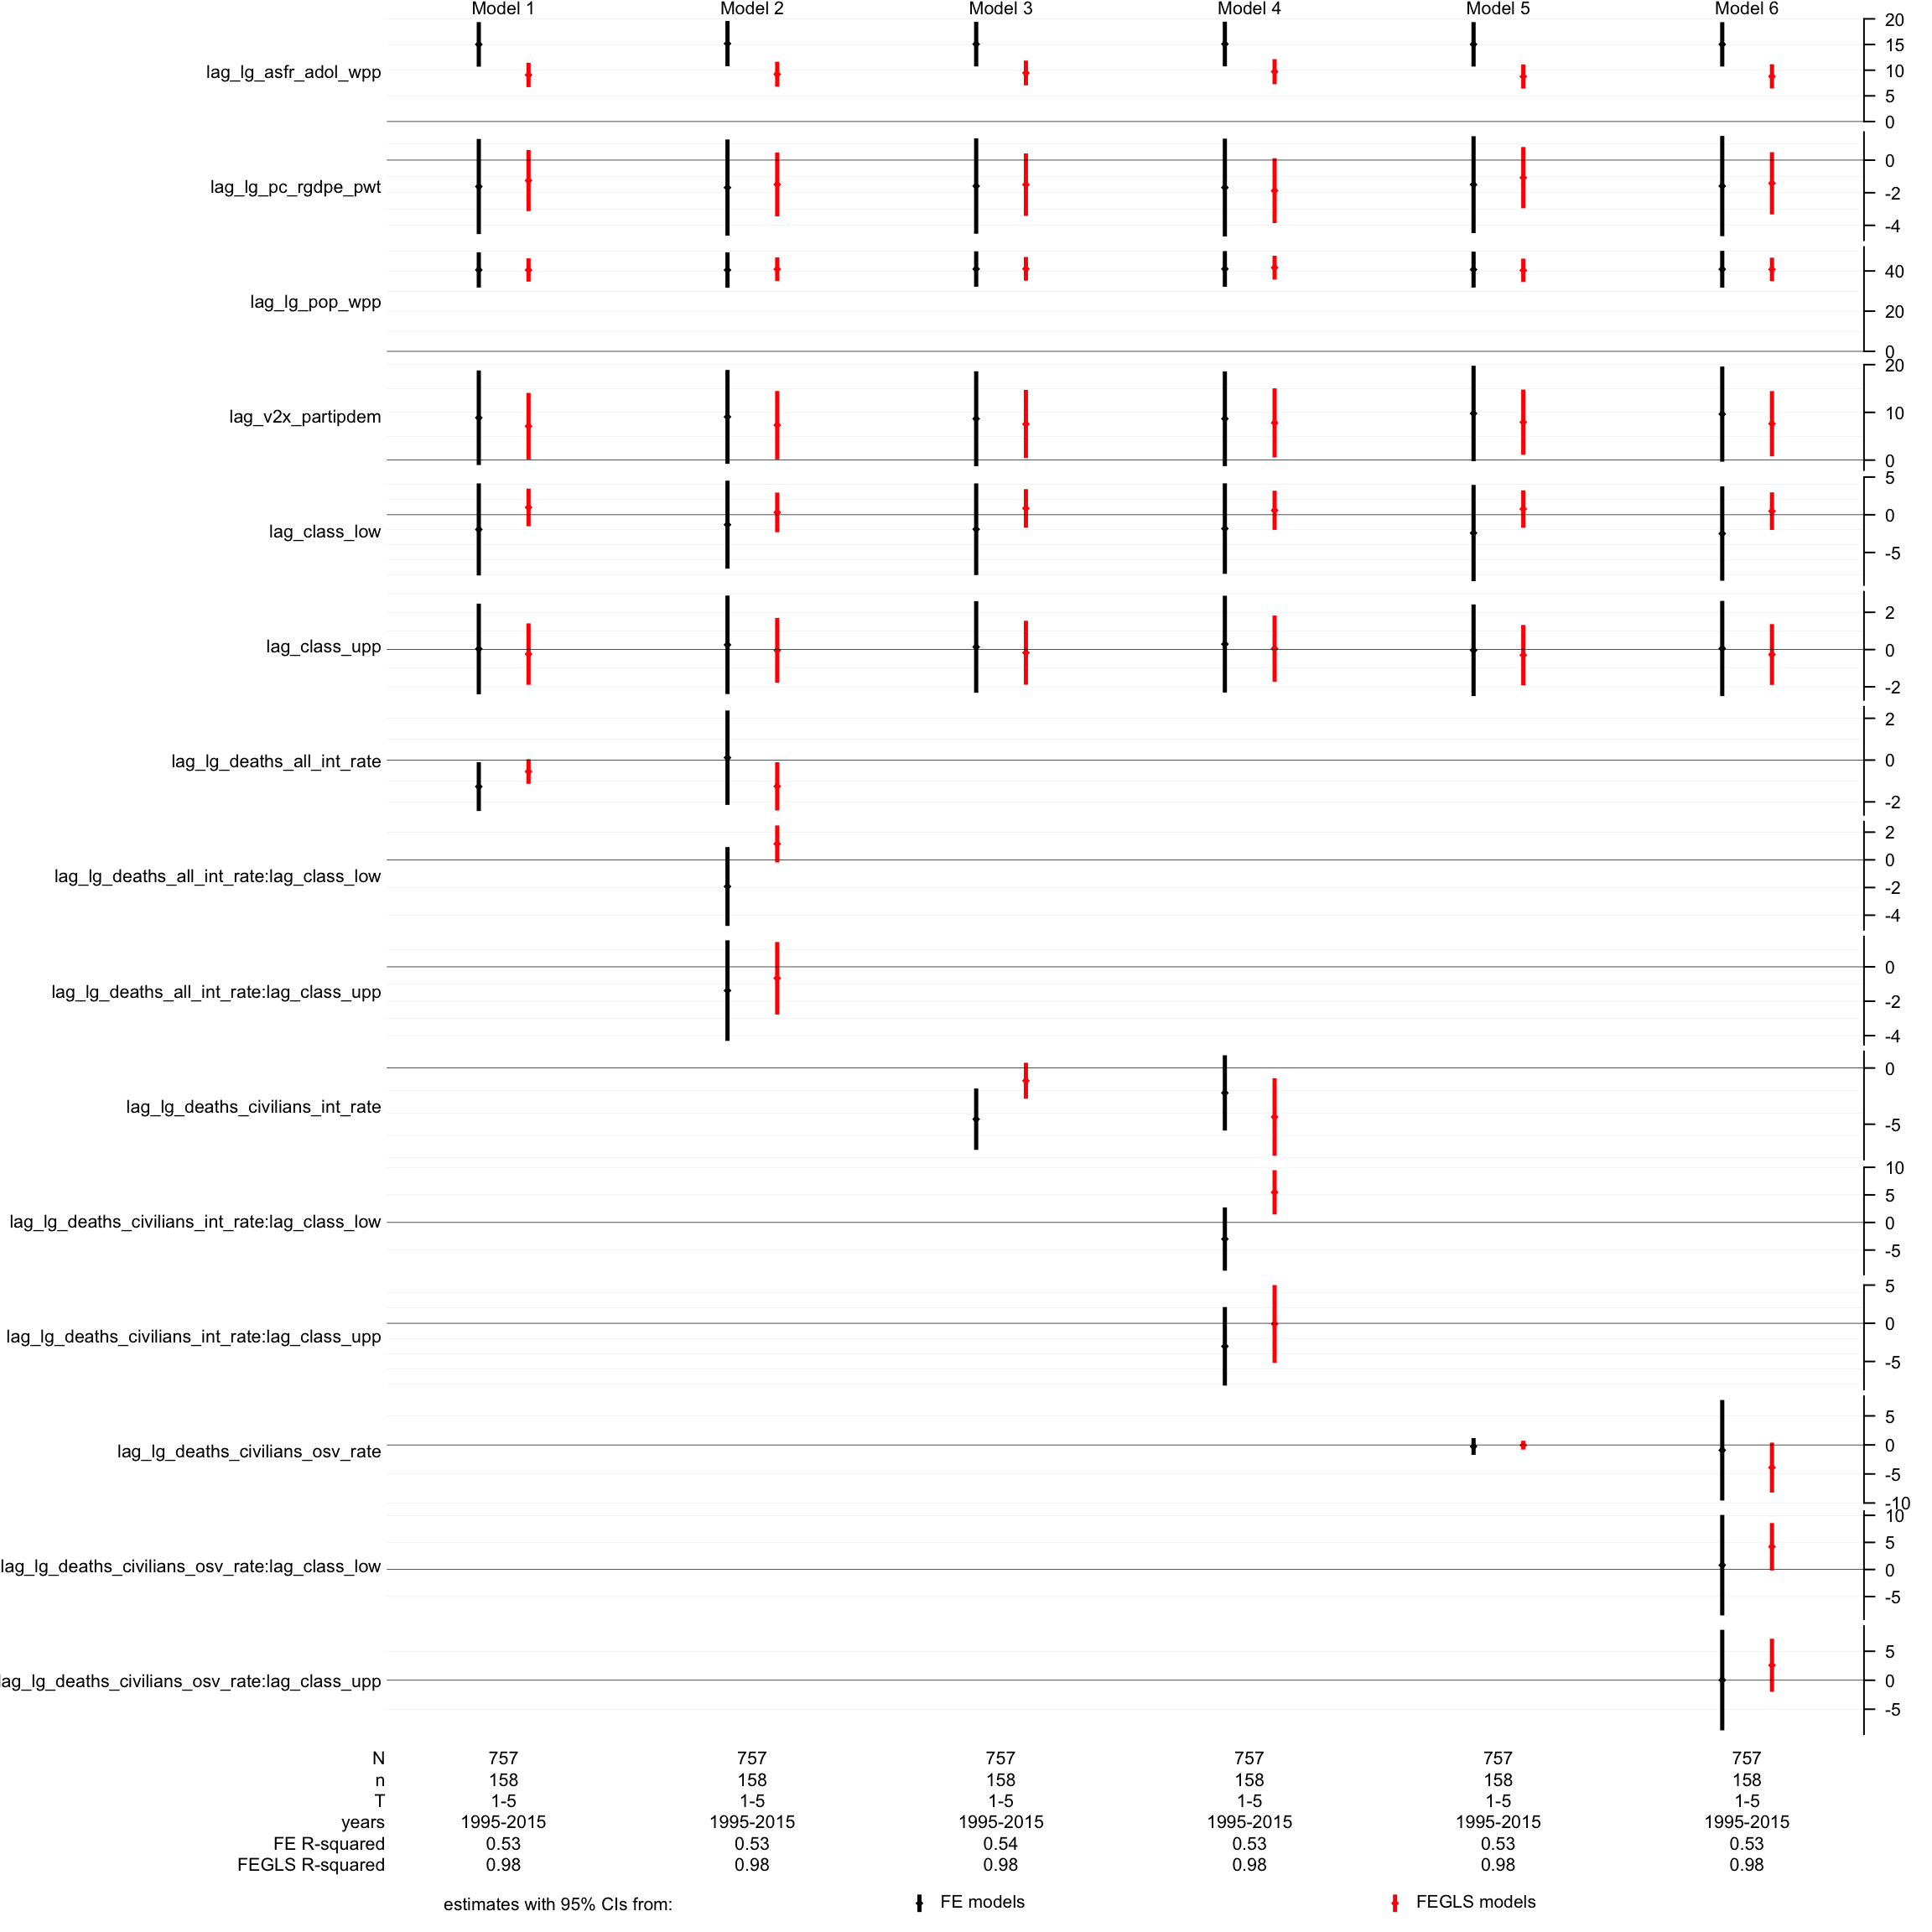 Model 1 Model 2 Model 3 Model 4 Model 5 Model 6
20
15
lag_lg_asfr_adol_wpp 10
5
0
0
lag_lg_pc_rgdpe_pwt -2
-4
40
lag_lg_pop_wpp 20
0
20
lag_v2x_partipdem 10
0
5
lag_class_low 0
-5
2
lag_class_upp 0
-2
2
lag_lg_deaths_all_int_rate 0
-2
2
0
lag_lg_deaths_all_int_rate:lag_class_low -2
-4
0
lag_lg_deaths_all_int_rate:lag_class_upp -2
-4
0
lag_lg_deaths_civilians_int_rate -5
10
5
lag_lg_deaths_civilians_int_rate:lag_class_low 0
-5
5
0
lag_lg_deaths_civilians_int_rate:lag_class_upp -5
5
lag_lg_deaths_civilians_osv_rate 0
-5
-10
10
5
lag_lg_deaths_civilians_osv_rate:lag_class_low 0
-5
5
lag_lg_deaths_civilians_osv_rate:lag_class_upp 0
-5
N 757 757 757 757 757 757
n 158 158 158 158 158 158
T 1-5 1-5 1-5 1-5 1-5 1-5
years 1995-2015 1995-2015 1995-2015 1995-2015 1995-2015 1995-2015
FE R-squared 0.53 0.53 0.54 0.53 0.53 0.53
FEGLS R-squared 0.98 0.98 0.98 0.98 0.98 0.98
estimates with 95% CIs from: FE models FEGLS models